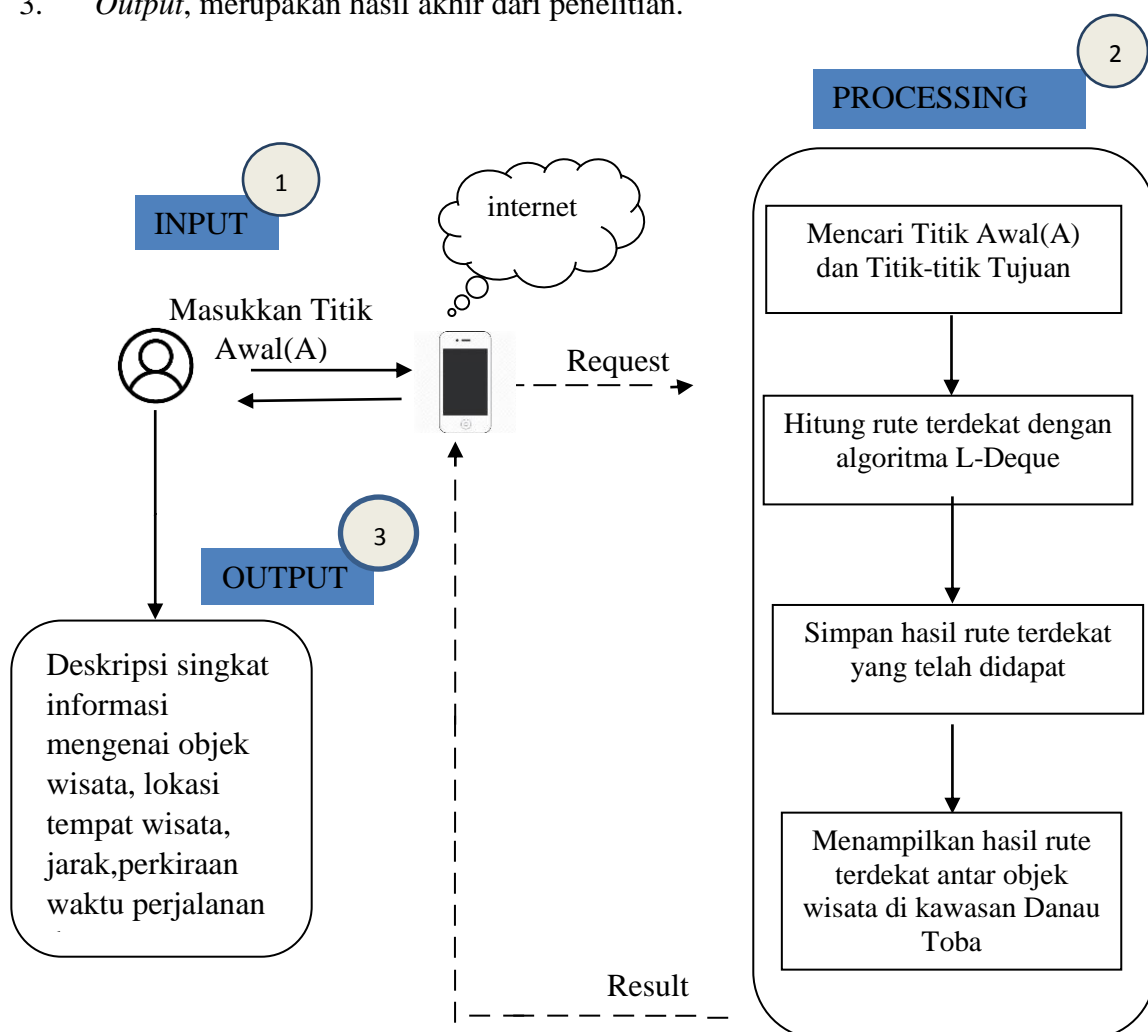 3. Output, merupakan hasil akhir dari penelitian.
2
PROCESSING
1
INPUT
internet
Mencari Titik Awal(A)
dan Titik-titik Tujuan
Masukkan Titik
Awal(A)
Request
Hitung rute terdekat dengan
algoritma L-Deque
3
OUTPUT
Simpan hasil rute terdekat
yang telah didapat
Deskripsi singkat
informasi
mengenai objek
wisata, lokasi
tempat wisata,
jarak,perkiraan
waktu perjalanan
Menampilkan hasil rute
terdekat antar objek
wisata di kawasan Danau
Toba
Result